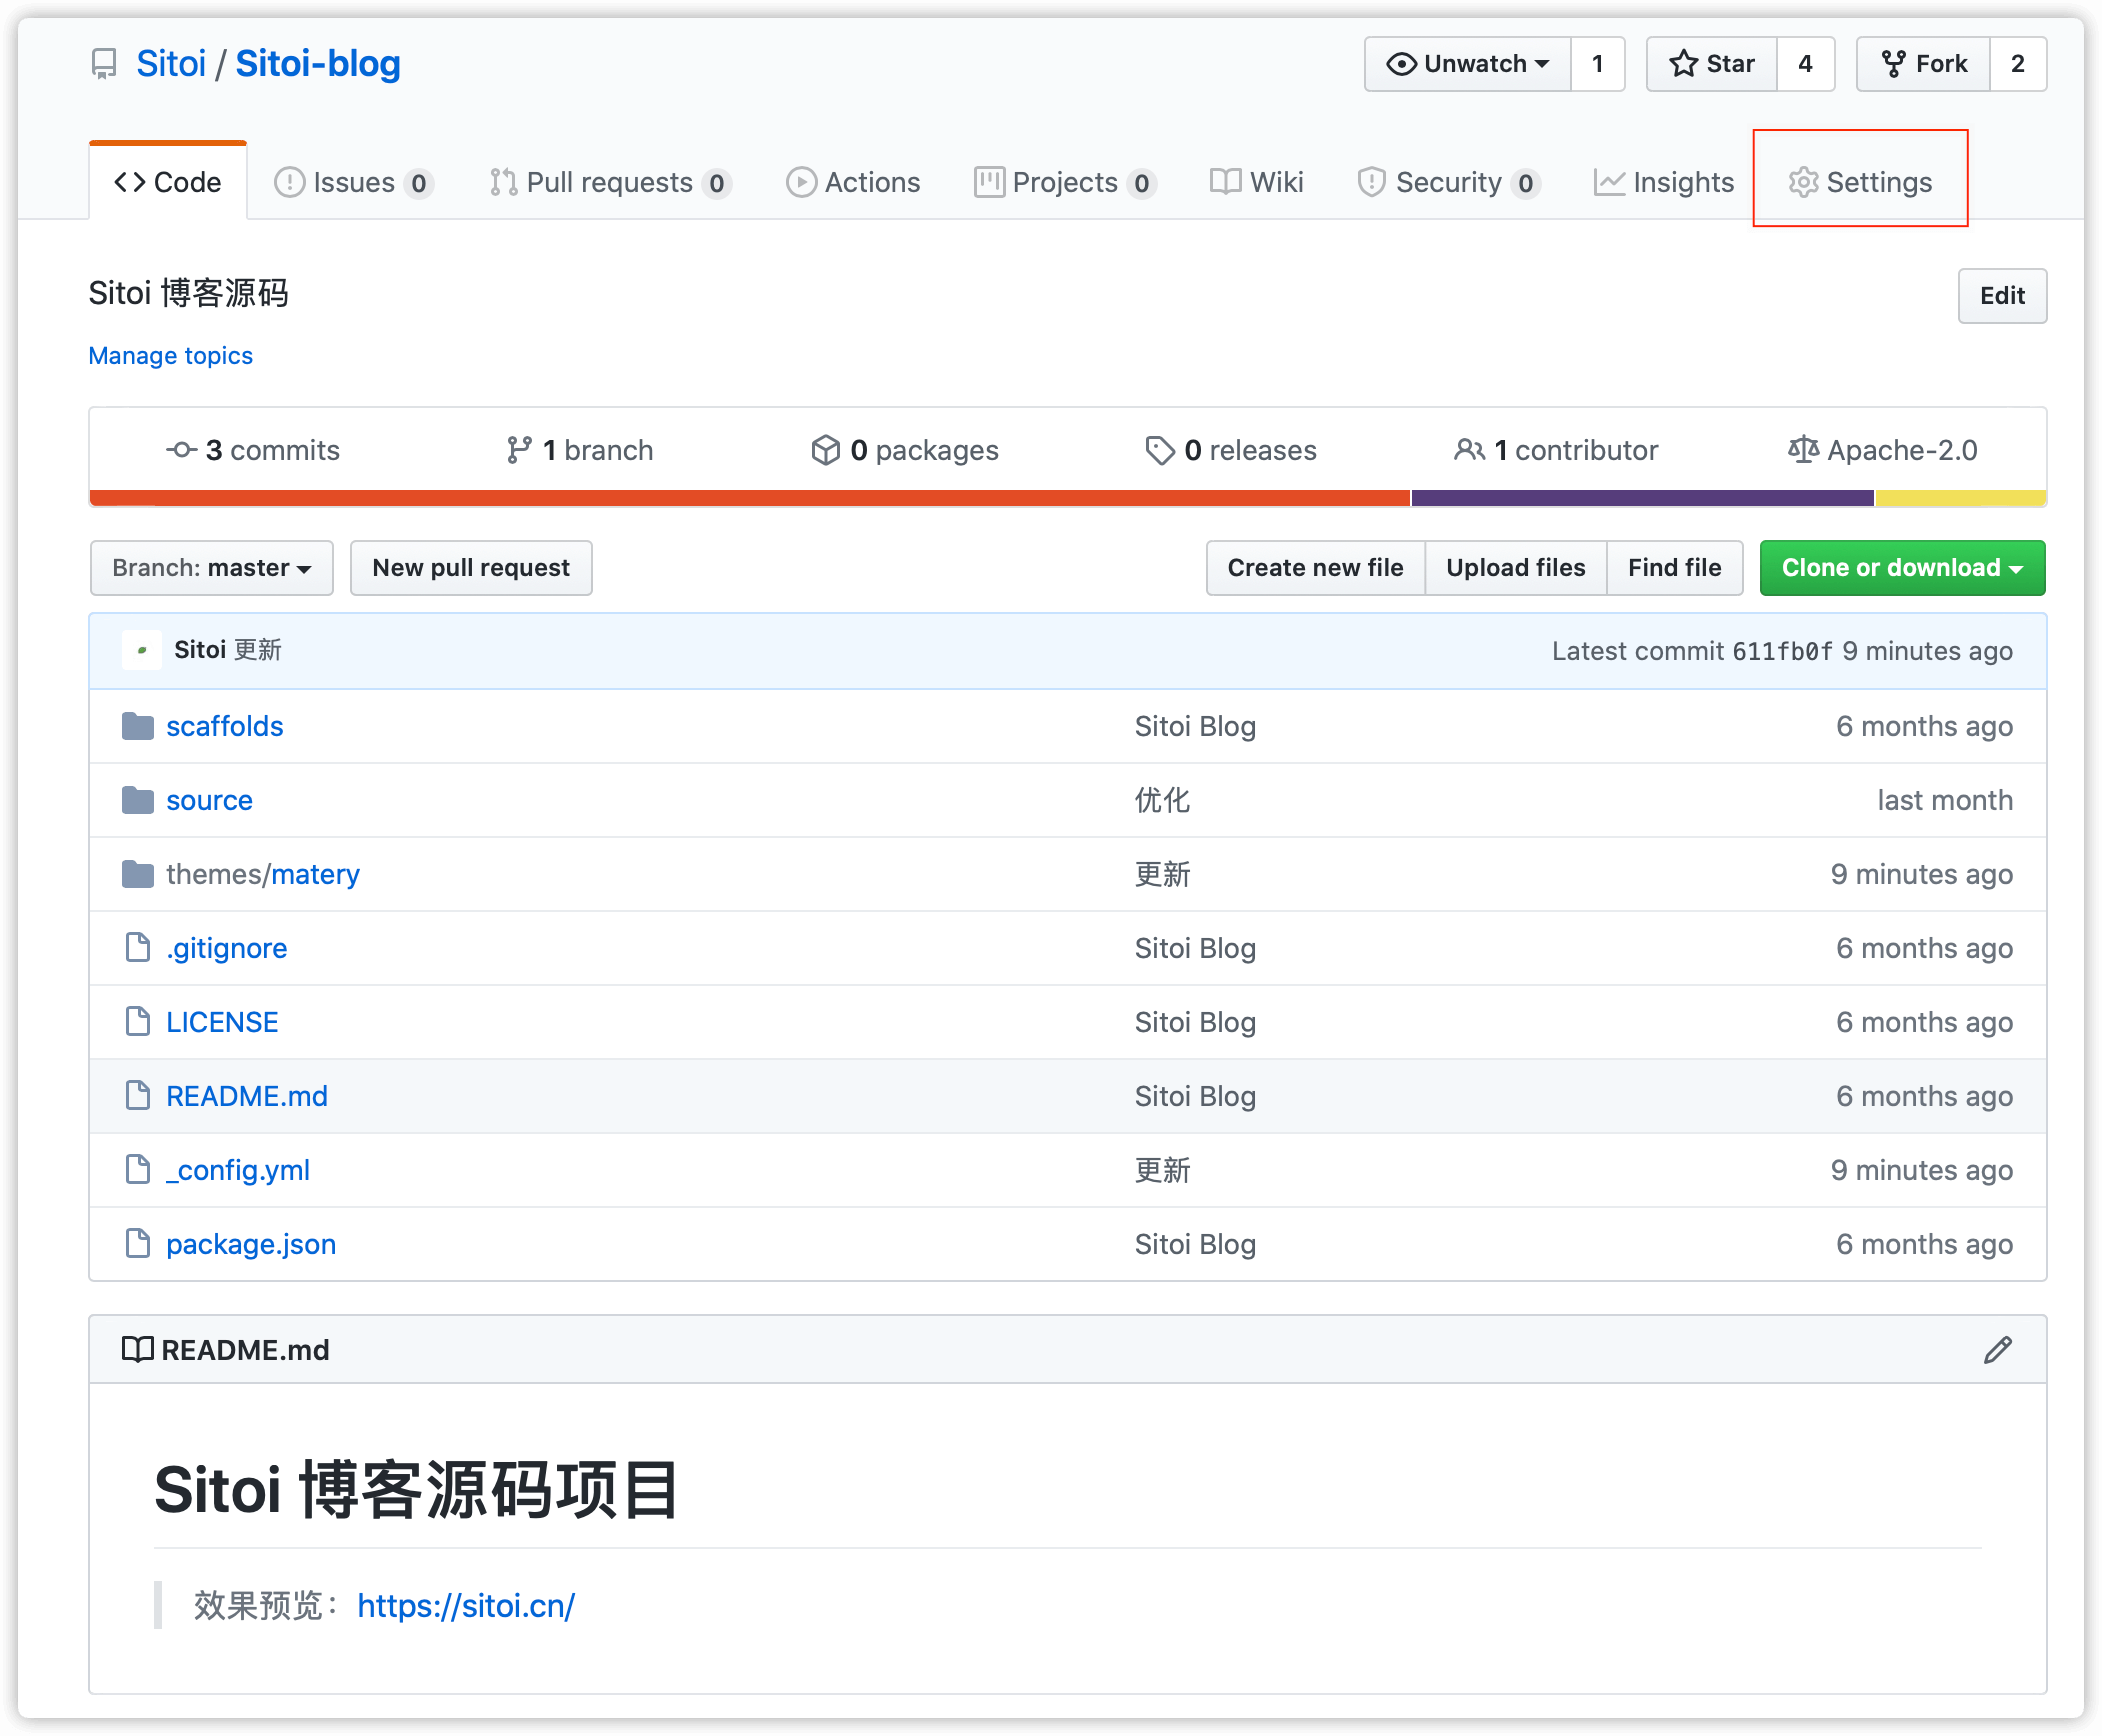 Sitoi / Sitoi-blog
Unwatch 1 Star 4 Fork 2
Code Issues 0 Pull requests 0 Actions Projects 0 Wiki Security 0 Insights Settings
Sitoi 博客源码
Edit
Manage topics
3 commits 1 branch 0 packages 0 releases 1 contributor Apache-2.0
Branch: master New pull request Create new file Upload files Find file Clone or download
Sitoi 更新 Latest commit 611fb0f 9 minutes ago
scaffolds Sitoi Blog 6 months ago
source 优化 last month
themes/matery 更新 9 minutes ago
.gitignore Sitoi Blog 6 months ago
LICENSE Sitoi Blog 6 months ago
README.md Sitoi Blog 6 months ago
_config.yml 更新 9 minutes ago
package.json Sitoi Blog 6 months ago
README.md
Sitoi 博客源码项目
效果预览：https://sitoi.cn/